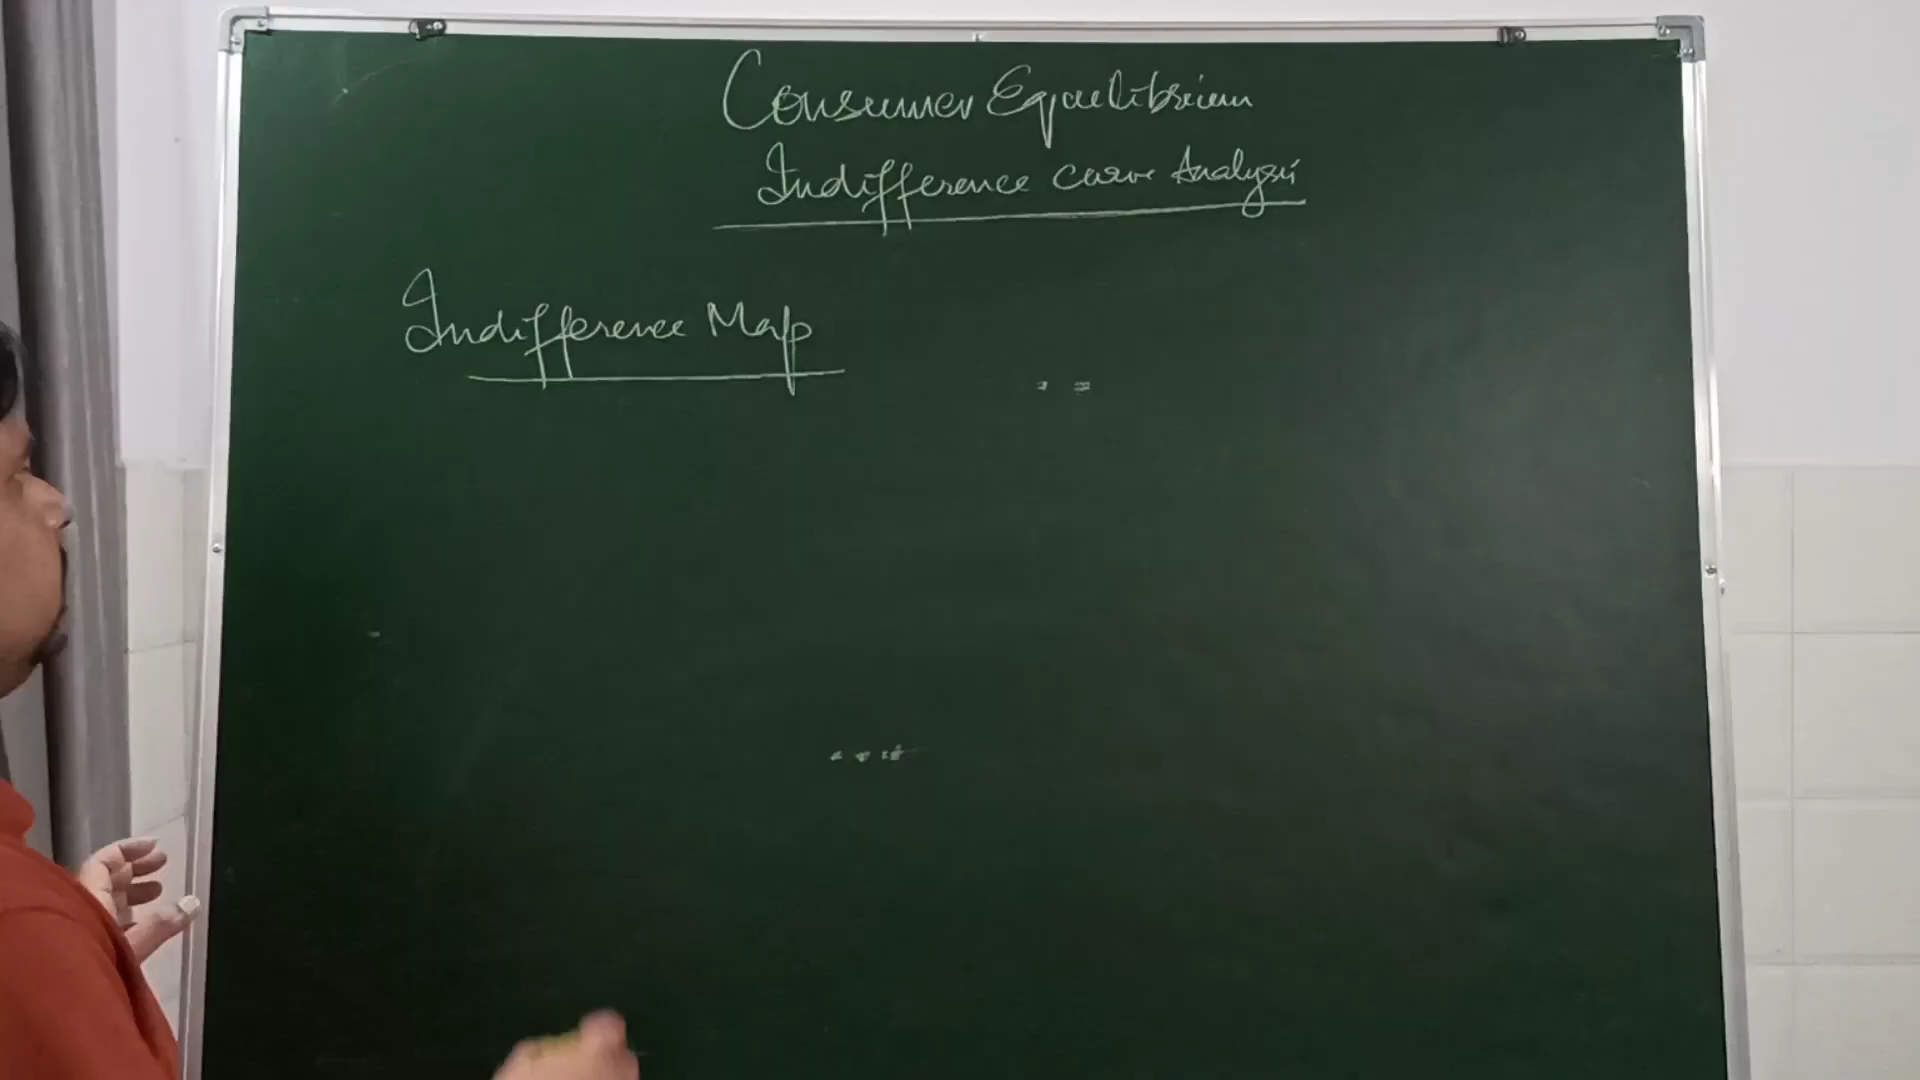 Consumer Equilibrium
Indifference curve Analysis
Indifference Map